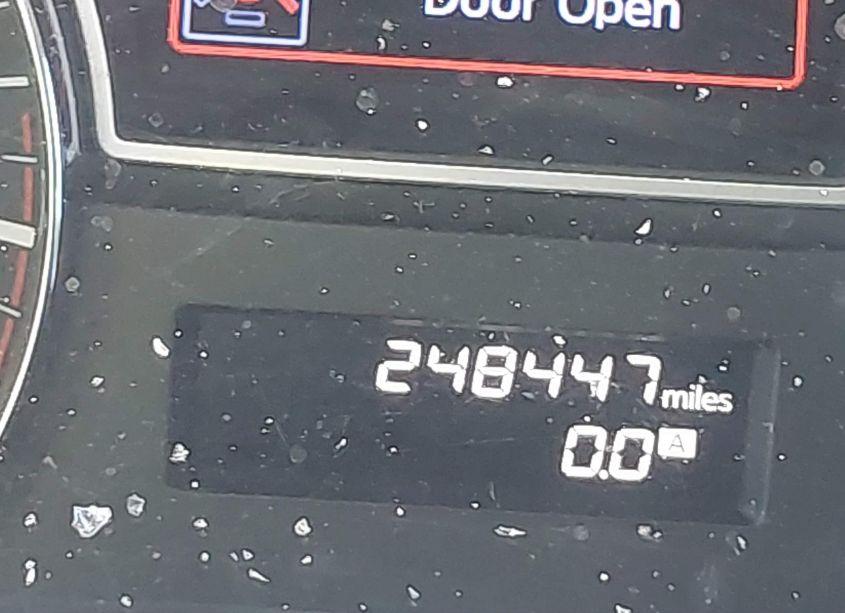 Door Open
248447 miles
0.0 A